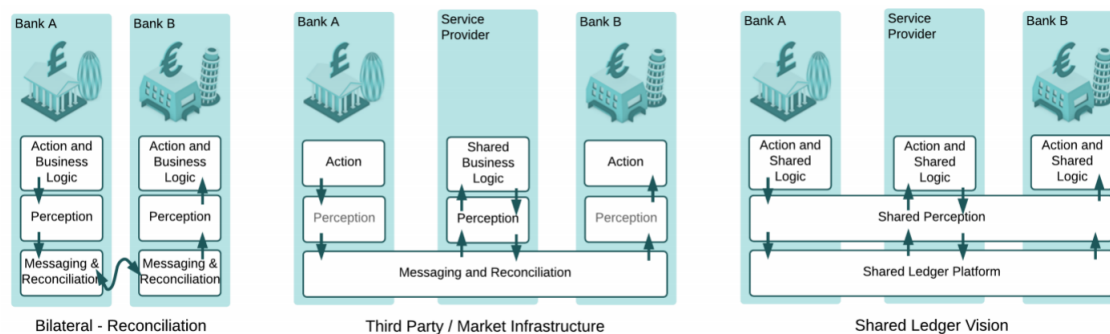 Bank A
Bank B
£
€
Action and
Business
Logic
Action and
Business
Logic
Perception
Perception
Messaging &
Reconciliation
Messaging &
Reconciliation
Bilateral - Reconciliation
Bank A
Service
Provider
Bank B
£
€
Action
Shared
Business
Logic
Action
Perception
Perception
Perception
Messaging and Reconciliation
Third Party / Market Infrastructure
Bank A
Service
Provider
Bank B
£
€
Action and
Shared
Logic
Action and
Shared
Logic
Action and
Shared
Logic
Shared Perception
Shared Ledger Platform
Shared Ledger Vision